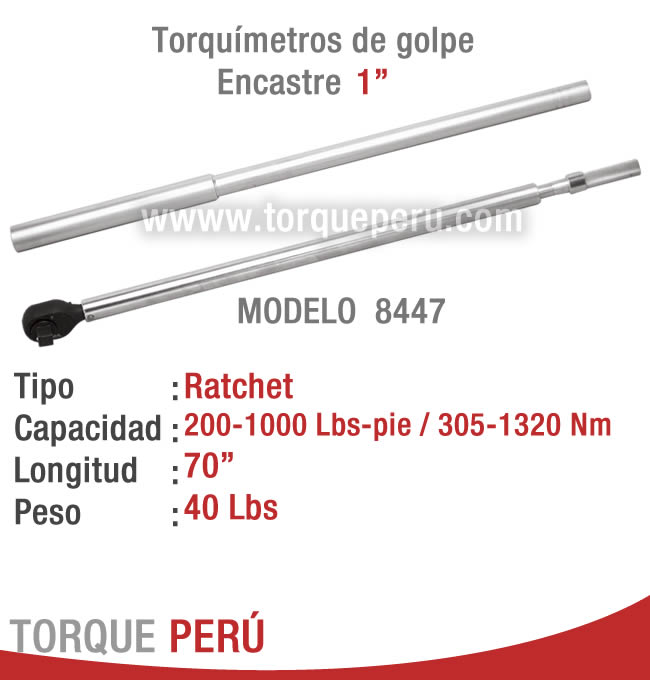 Torquímetros de golpe
Encastre 1”
www.torqueperu.com
MODELO 8447
Tipo : Ratchet
Capacidad : 200-1000 Lbs-pie / 305-1320 Nm
Longitud : 70”
Peso : 40 Lbs
TORQUE PERÚ